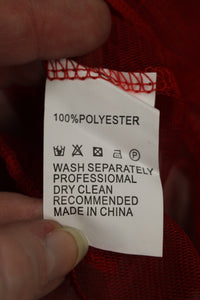 100%POLYESTER
WASH SEPARATELY
PROFESSIONAL
DRY CLEAN
RECOMMENDED
MADE IN CHINA